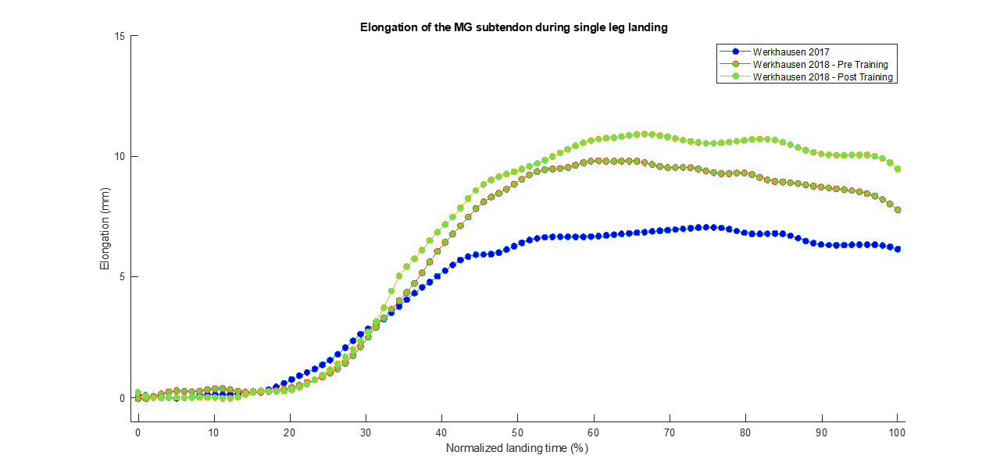 Elongation of the MG subtendon during single leg landing
15
Werkhausen 2017
Werkhausen 2018 - Pre Training
Werkhausen 2018 - Post Training
10
Elongation (mm)
5
0
0 10 20 30 40 50 60 70 80 90 100
Normalized landing time (%)